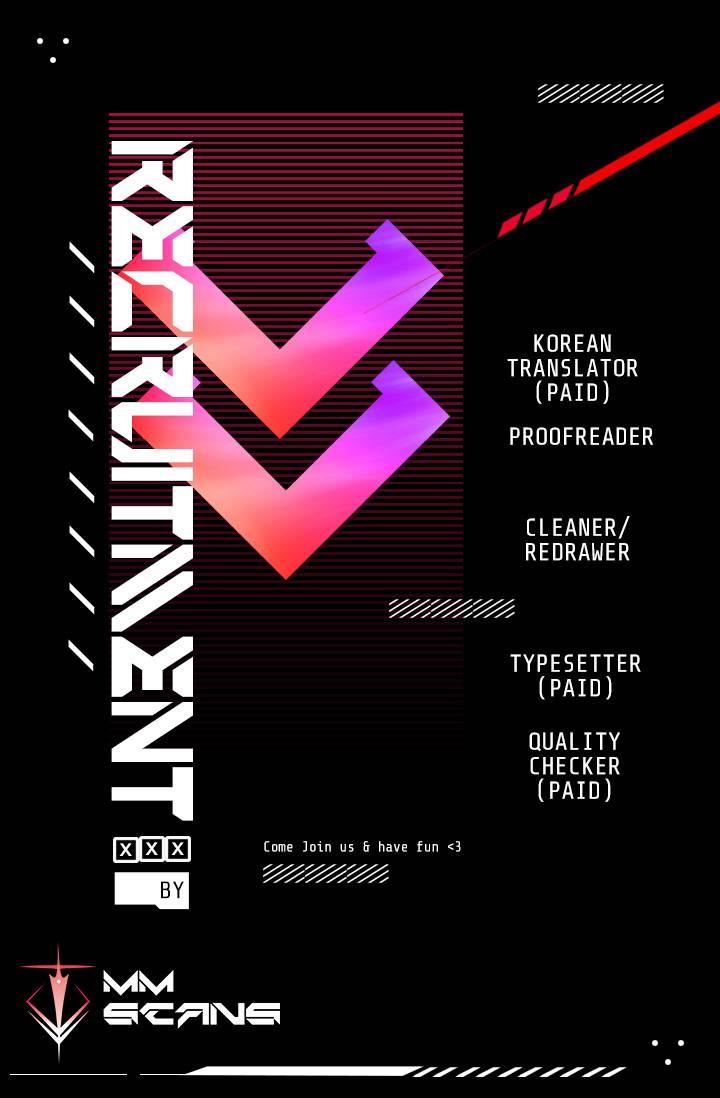 RECRUITMENT
KOREAN
TRANSLATOR
(PAID)
PROOFREADER
CLEANER/
REDRAWER
TYPESETTER
(PAID)
QUALITY
CHECKER
(PAID)
XXX
Come Join us & have fun <3
BY
MM
SCANS